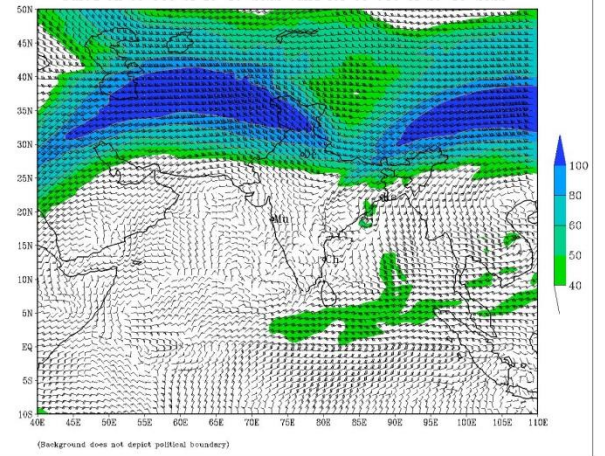 50N
45N
40N
35N
30N
25N
20N
15N
10N
5N
EQ
5S
10S
40E 45E 50E 55E 60E 65E 70E 75E 80E 85E 90E 95E 100E 105E 110E
Mu
Ch
100
80
60
50
40
(Background does not depict political boundary)